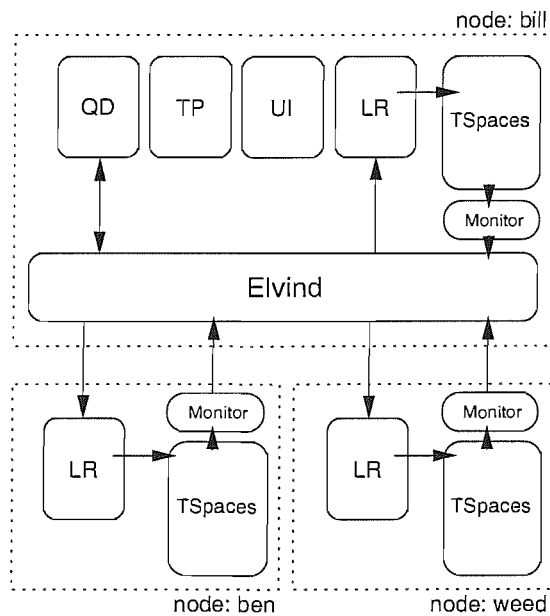 node: bill
QD
TP
UI
LR
TSpaces
Monitor
Elvind
Monitor
LR
TSpaces
node: ben
Monitor
LR
TSpaces
node: weed